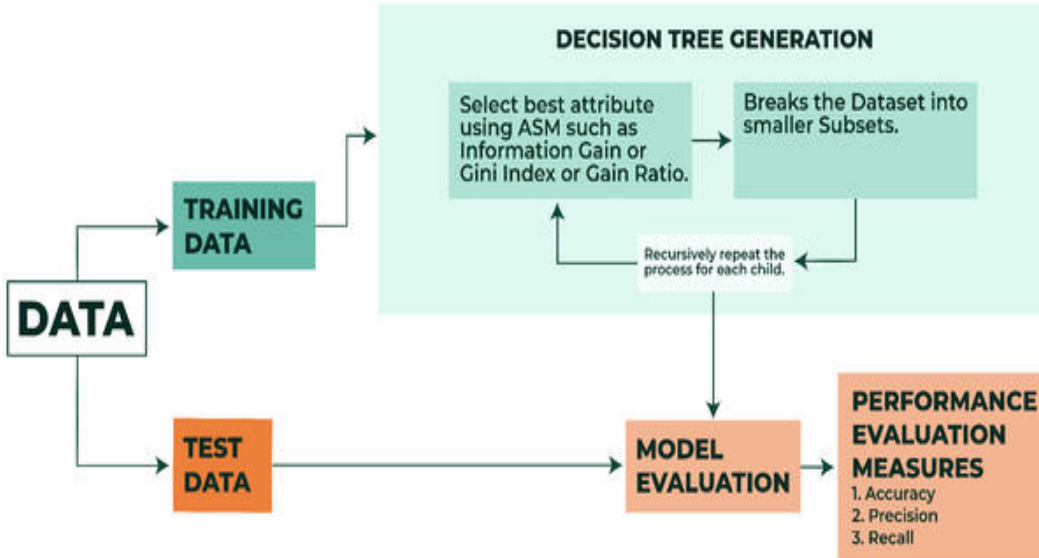 DECISION TREE GENERATION
Select best attribute
using ASM such as
Information Gain or
Gini Index or Gain Ratio.
Breaks the Dataset into
smaller Subsets.
Recursively repeat the
process for each child.
TRAINING
DATA
DATA
TEST
DATA
MODEL
EVALUATION
PERFORMANCE
EVALUATION
MEASURES
1. Accuracy
2. Precision
3. Recall